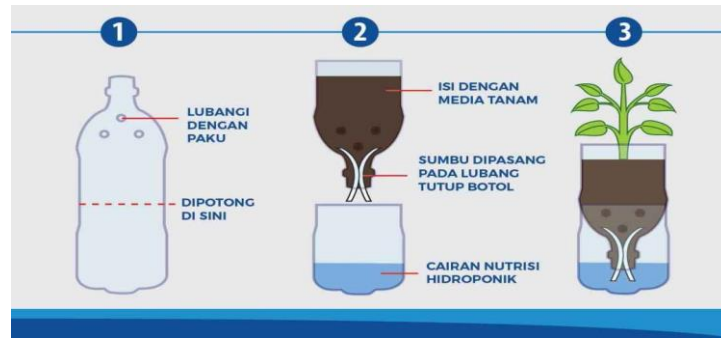 1
2
3
LUBANGI
DENGAN
PAKU
DIPOTONG
DI SINI
ISI DENGAN
MEDIA TANAM
SUMBU DIPASANG
PADA LUBANG
TUTUP BOTOL
CAIRAN NUTRISI
HIDROPONIK